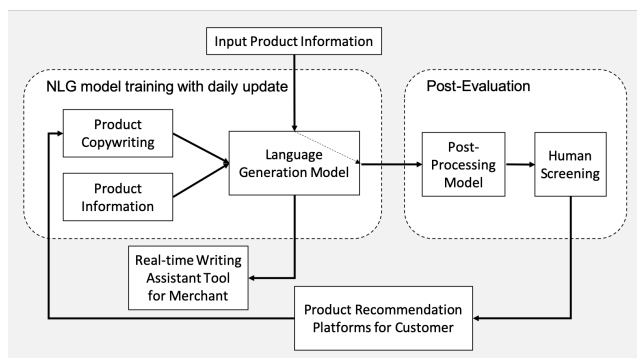 Input Product Information
NLG model training with daily update
Post-Evaluation
Product
Copywriting
Product
Information
Language
Generation Model
Post-
Processing
Model
Human
Screening
Real-time Writing
Assistant Tool
for Merchant
Product Recommendation
Platforms for Customer